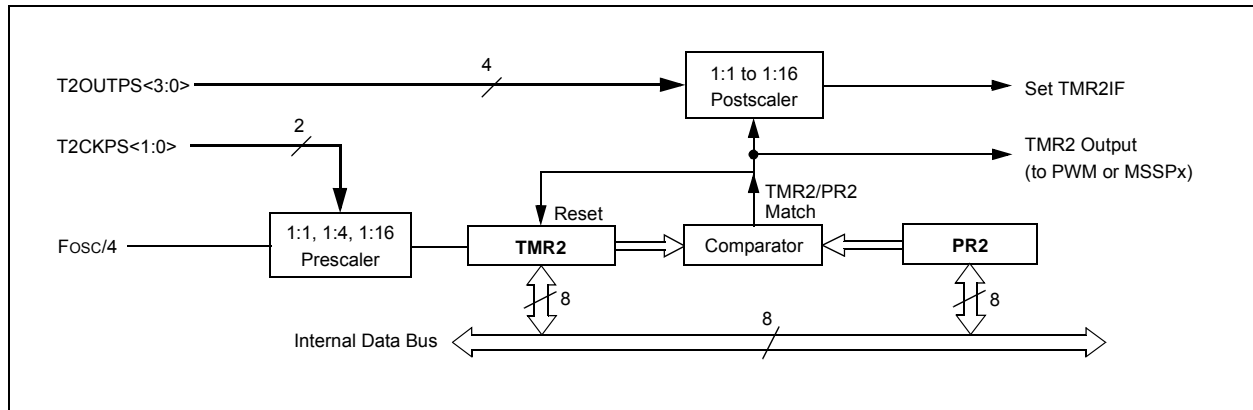 4
T2OUTPS<3:0>
1:1 to 1:16
Postscaler
Set TMR2IF
2
T2CKPS<1:0>
TMR2 Output
(to PWM or MSSPx)
TMR2/PR2
Match
Reset
FOSC/4
1:1, 1:4, 1:16
Prescaler
TMR2
Comparator
PR2
8
8
8
Internal Data Bus